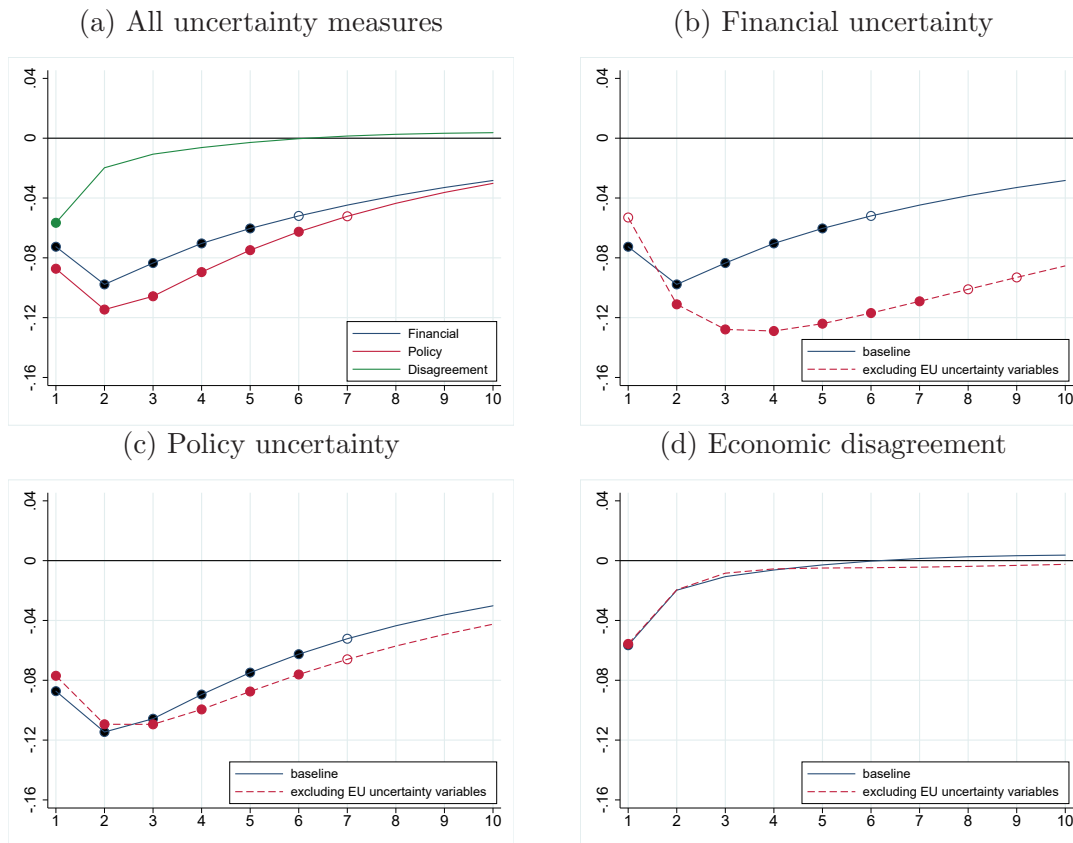 (a) All uncertainty measures
.04
0
-.04
-.08
-.12
-.16
1 2 3 4 5 6 7 8 9 10
Financial
Policy
Disagreement
(b) Financial uncertainty
.04
0
-.04
-.08
-.12
-.16
1 2 3 4 5 6 7 8 9 10
baseline
excluding EU uncertainty variables
(c) Policy uncertainty
.04
0
-.04
-.08
-.12
-.16
1 2 3 4 5 6 7 8 9 10
baseline
excluding EU uncertainty variables
(d) Economic disagreement
.04
0
-.04
-.08
-.12
-.16
1 2 3 4 5 6 7 8 9 10
baseline
excluding EU uncertainty variables